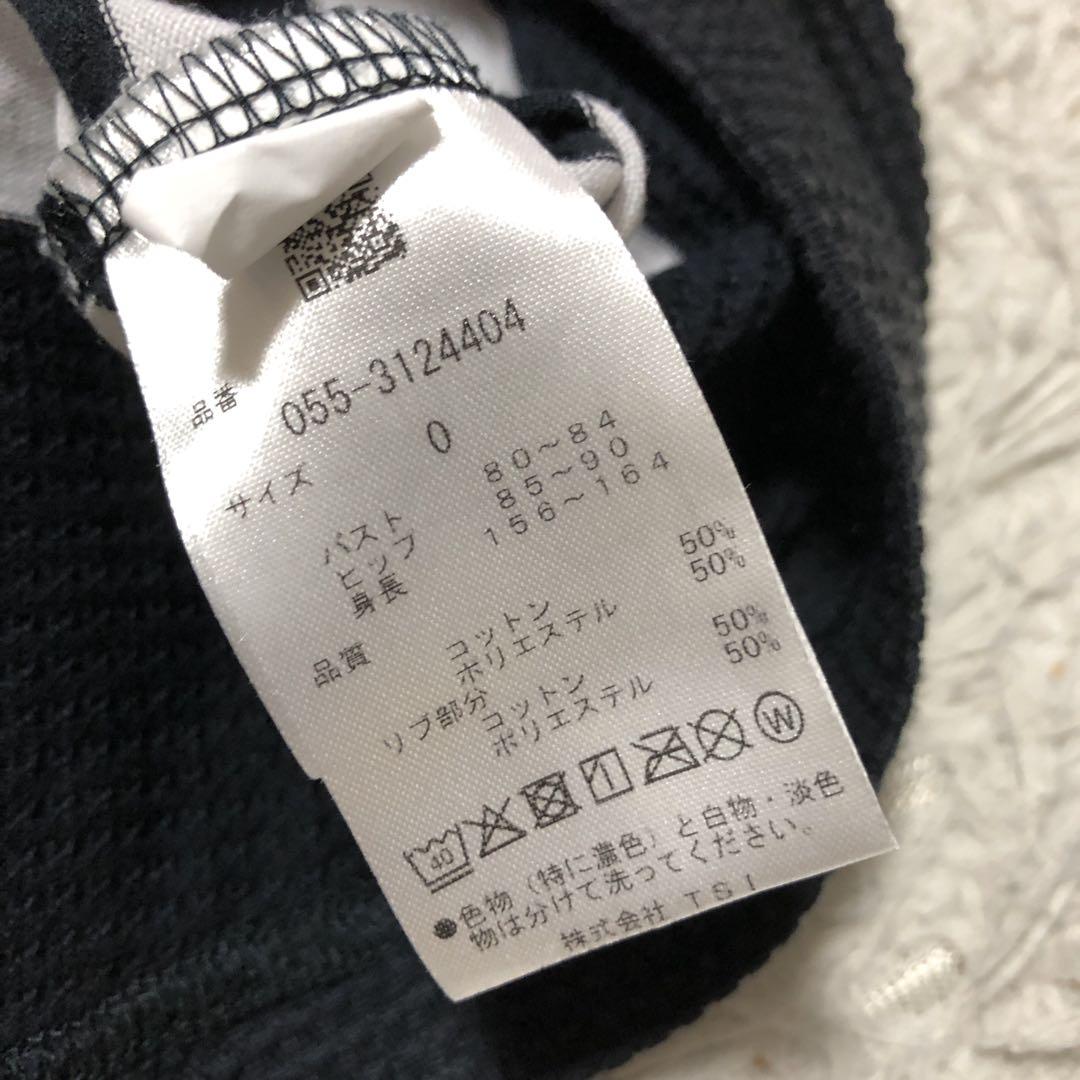 品番 055-3124404
サイズ 0
バスト 80～84
ヒップ 85～90
身長 156～164
品質 コットン 50%
ポリエステル 50%
リブ部分
コットン 50%
ポリエステル 50%
40 W
●色物（特に濃色）と白物・淡色
物は分けて洗ってください。
株式会社 TSI